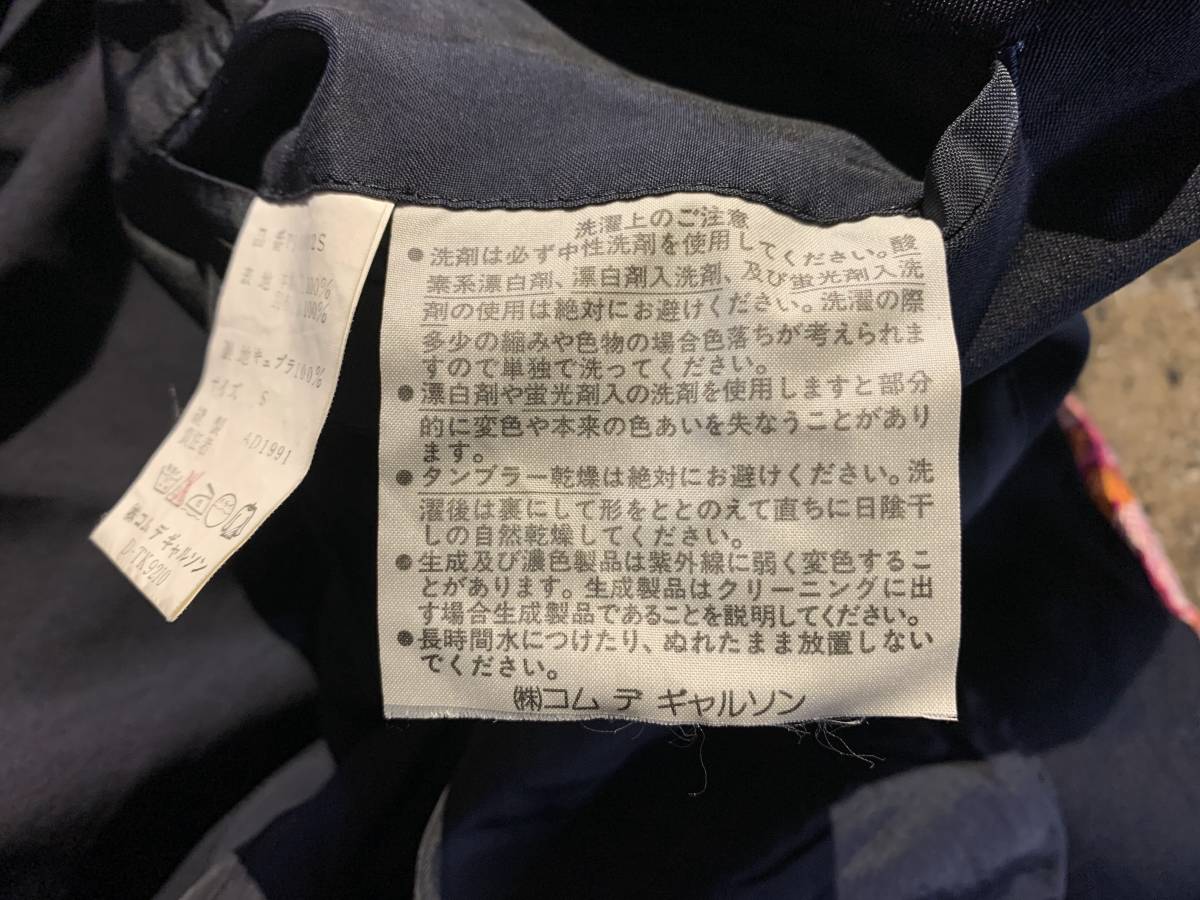 品番
2S
表地
100%
100%
裏地キュプラ100%
サイズ S
縫製
AD1991
㈱コム デ ギャルソン
D-TK9210
洗濯上のご注意
●洗剤は必ず中性洗剤を使用してください。酸
素系漂白剤、漂白剤入洗剤、及び蛍光剤入洗
剤の使用は絶対にお避けください。洗濯の際
多少の縮みや色物の場合色落ちが考えられま
すので単独で洗ってください。
●漂白剤や蛍光剤入の洗剤を使用しますと部分
的に変色や本来の色あいを失なうことがあり
ます。
●タンブラー乾燥は絶対にお避けください。洗
濯後は裏にして形をととのえて直ちに日陰干
しの自然乾燥してください。
●生成及び濃色製品は紫外線に弱く変色するこ
とがあります。生成製品はクリーニングに出
す場合生成製品であることを説明してください。
●長時間水につけたり、ぬれたまま放置しない
でください。
㈱コム デ ギャルソン